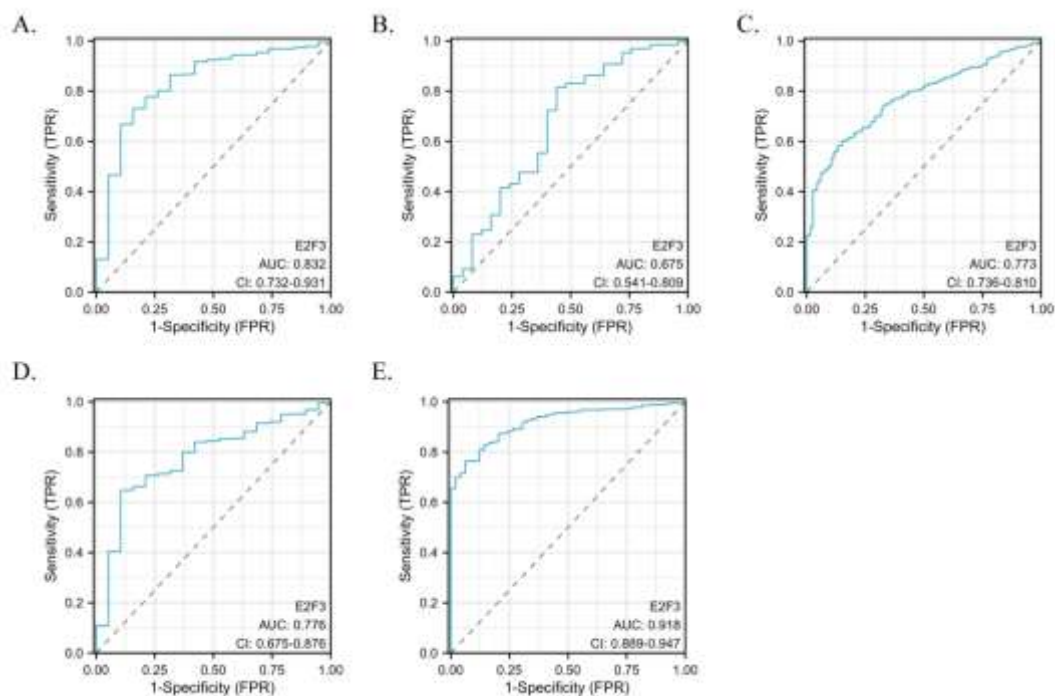 A.
1.0
0.8
0.6
0.4
0.2
0.0
Sensitivity (TPR)
E2F3
AUC: 0.832
CI: 0.732-0.931
0.00 0.25 0.50 0.75 1.00
1-Specificity (FPR)
B.
1.0
0.8
0.6
0.4
0.2
0.0
Sensitivity (TPR)
E2F3
AUC: 0.675
CI: 0.541-0.809
0.00 0.25 0.50 0.75 1.00
1-Specificity (FPR)
C.
1.0
0.8
0.6
0.4
0.2
0.0
Sensitivity (TPR)
E2F3
AUC: 0.773
CI: 0.736-0.810
0.00 0.25 0.50 0.75 1.00
1-Specificity (FPR)
D.
1.0
0.8
0.6
0.4
0.2
0.0
Sensitivity (TPR)
E2F3
AUC: 0.776
CI: 0.675-0.876
0.00 0.25 0.50 0.75 1.00
1-Specificity (FPR)
E.
1.0
0.8
0.6
0.4
0.2
0.0
Sensitivity (TPR)
E2F3
AUC: 0.918
CI: 0.889-0.947
0.00 0.25 0.50 0.75 1.00
1-Specificity (FPR)